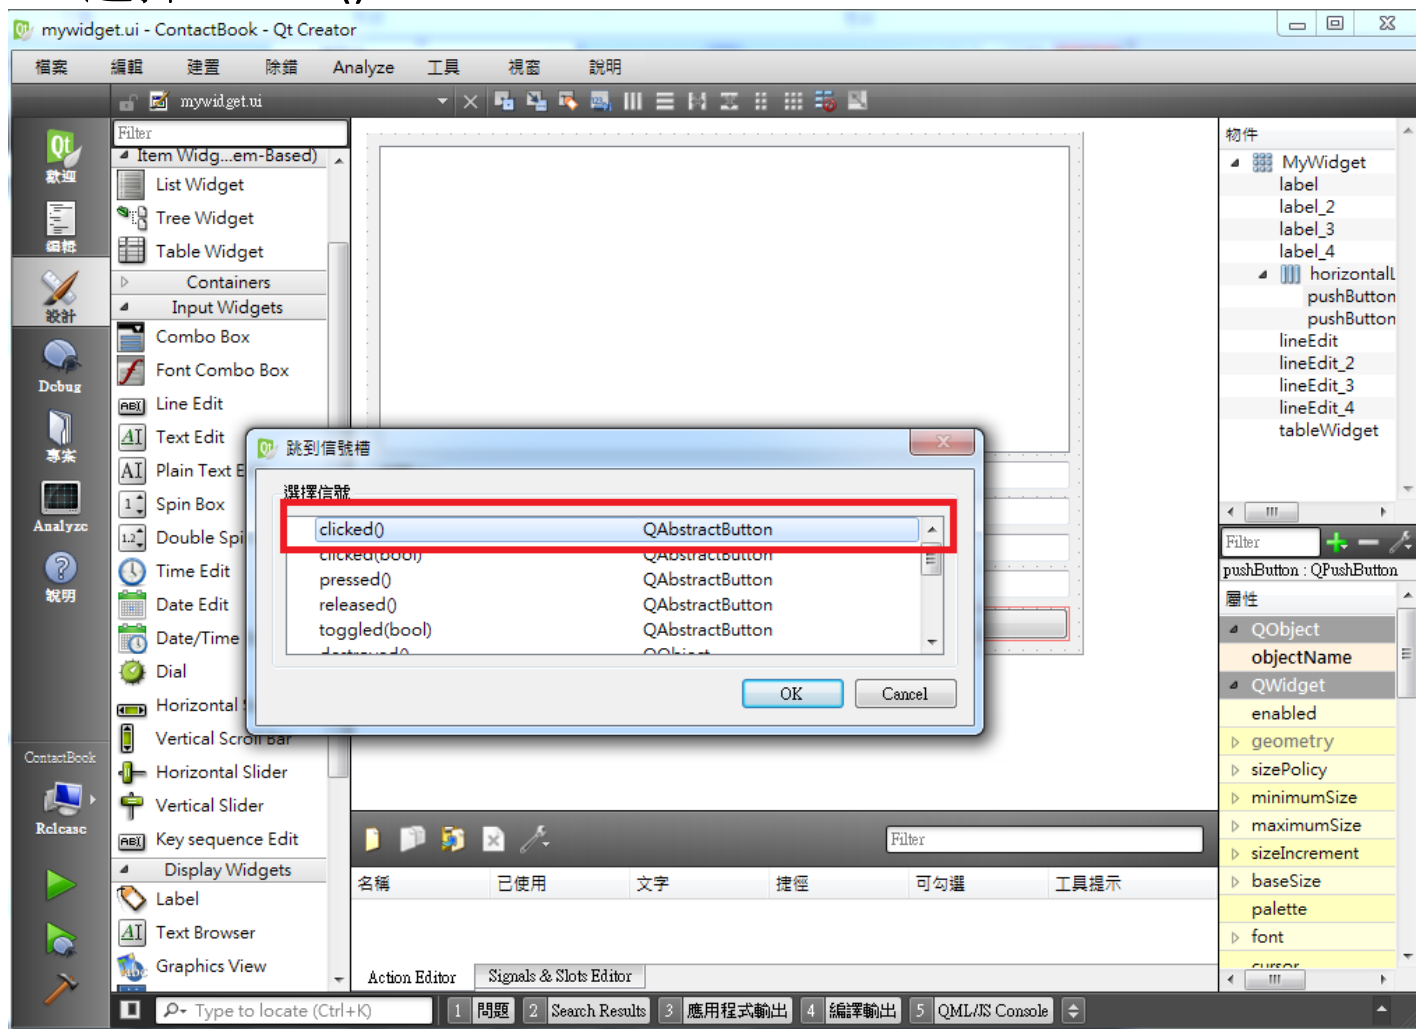 mywidget.ui - ContactBook - Qt Creator
檔案 編輯 建置 除錯 Analyze 工具 視窗 說明
mywidget.ui
歡迎
編輯
設計
Debug
專案
Analyze
說明
ContactBook
Release
Filter
Item Widg...em-Based)
List Widget
Tree Widget
Table Widget
Containers
Input Widgets
Combo Box
Font Combo Box
Line Edit
Text Edit
Plain Text E
Spin Box
Double Spi
Time Edit
Date Edit
Date/Time
Dial
Horizontal
Vertical Scroll Bar
Horizontal Slider
Vertical Slider
Key sequence Edit
Display Widgets
Label
Text Browser
Graphics View
跳到信號槽
選擇信號
clicked() QAbstractButton
clicked(bool) QAbstractButton
pressed() QAbstractButton
released() QAbstractButton
toggled(bool) QAbstractButton
destroyed() QObject
OK Cancel
物件
MyWidget
label
label_2
label_3
label_4
horizontalL
pushButton
pushButton
lineEdit
lineEdit_2
lineEdit_3
lineEdit_4
tableWidget
Filter
pushButton : QPushButton
屬性
QObject
objectName
QWidget
enabled
geometry
sizePolicy
minimumSize
maximumSize
sizeIncrement
baseSize
palette
font
cursor
Filter
名稱 已使用 文字 捷徑 可勾選 工具提示
Action Editor Signals & Slots Editor
Type to locate (Ctrl+K) 1 問題 2 Search Results 3 應用程式輸出 4 編譯輸出 5 QML/JS Console